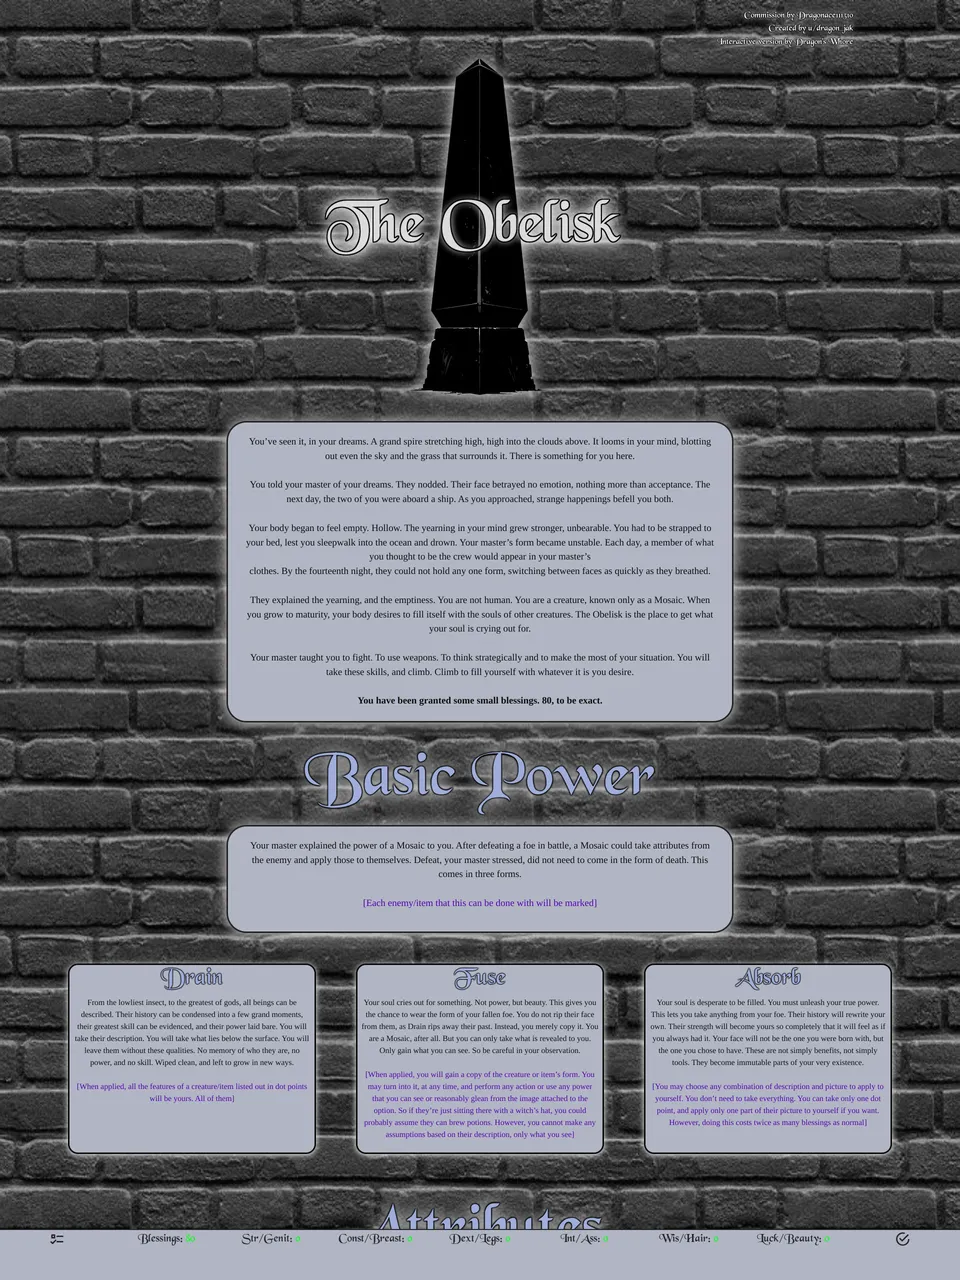 Commission by: Dragonace111310
Created by u/dragon_jak
Interactive version by: Dragon's Whore
The Obelisk
You've seen it, in your dreams. A grand spire stretching high, high into the clouds above. It looms in your mind, blotting
out even the sky and the grass that surrounds it. There is something for you here.
You told your master of your dreams. They nodded. Their face betrayed no emotion, nothing more than acceptance. The
next day, the two of you were aboard a ship. As you approached, strange happenings befell you both.
Your body began to feel empty. Hollow. The yearning in your mind grew stronger, unbearable. You had to be strapped to
your bed, lest you sleepwalk into the ocean and drown. Your master's form became unstable. Each day, a member of what
you thought to be the crew would appear in your master's
clothes. By the fourteenth night, they could not hold any one form, switching between faces as quickly as they breathed.
They explained the yearning, and the emptiness. You are not human. You are a creature, known only as a Mosaic. When
you grow to maturity, your body desires to fill itself with the souls of other creatures. The Obelisk is the place to get what
your soul is crying out for.
Your master taught you to fight. To use weapons. To think strategically and to make the most of your situation. You will
take these skills, and climb. Climb to fill yourself with whatever it is you desire.
You have been granted some small blessings. 80, to be exact.
Basic Power
Your master explained the power of a Mosaic to you. After defeating a foe in battle, a Mosaic could take attributes from
the enemy and apply those to themselves. Defeat, your master stressed, did not need to come in the form of death. This
comes in three forms.
[Each enemy/item that this can be done with will be marked]
Drain
From the lowliest insect, to the greatest of gods, all beings can be
described. Their history can be condensed into a few grand moments,
their greatest skill can be evidenced, and their power laid bare. You will
take their description. You will take what lies below the surface. You will
leave them without these qualities. No memory of who they are, no
power, and no skill. Wiped clean, and left to grow in new ways.
[When applied, all the features of a creature/item listed out in dot points
will be yours. All of them]
Fuse
Your soul cries out for something. Not power, but beauty. This gives you
the chance to wear the form of your fallen foe. You do not rip their face
from them, as Drain rips away their past. Instead, you merely copy it. You
are a Mosaic, after all. But you can only take what is revealed to you.
Only gain what you can see. So be careful in your observation.
[When applied, you will gain a copy of the creature or item's form. You
may turn into it, at any time, and perform any action or use any power
that you can see or reasonably glean from the image attached to the
option. So if they're just sitting there with a witch's hat, you could
probably assume they can brew potions. However, you cannot make any
assumptions based on their description, only what you see]
Absorb
Your soul is desperate to be filled. You must unleash your true power.
This lets you take anything from your foe. Their history will rewrite your
own. Their strength will become yours so completely that it will feel as if
you always had it. Your face will not be the one you were born with, but
the one you chose to have. These are not simply benefits, not simply
tools. They become immutable parts of your very existence.
[You may choose any combination of description and picture to apply to
yourself. You don't need to take everything. You can take only one dot
point, and apply only one part of their picture to yourself if you want.
However, doing this costs twice as many blessings as normal]
Attributes
Blessings: 80 Str/Genit: 0 Const/Breast: 0 Dext/Legs: 0 Int/Ass: 0 Wis/Hair: 0 Luck/Beauty: 0